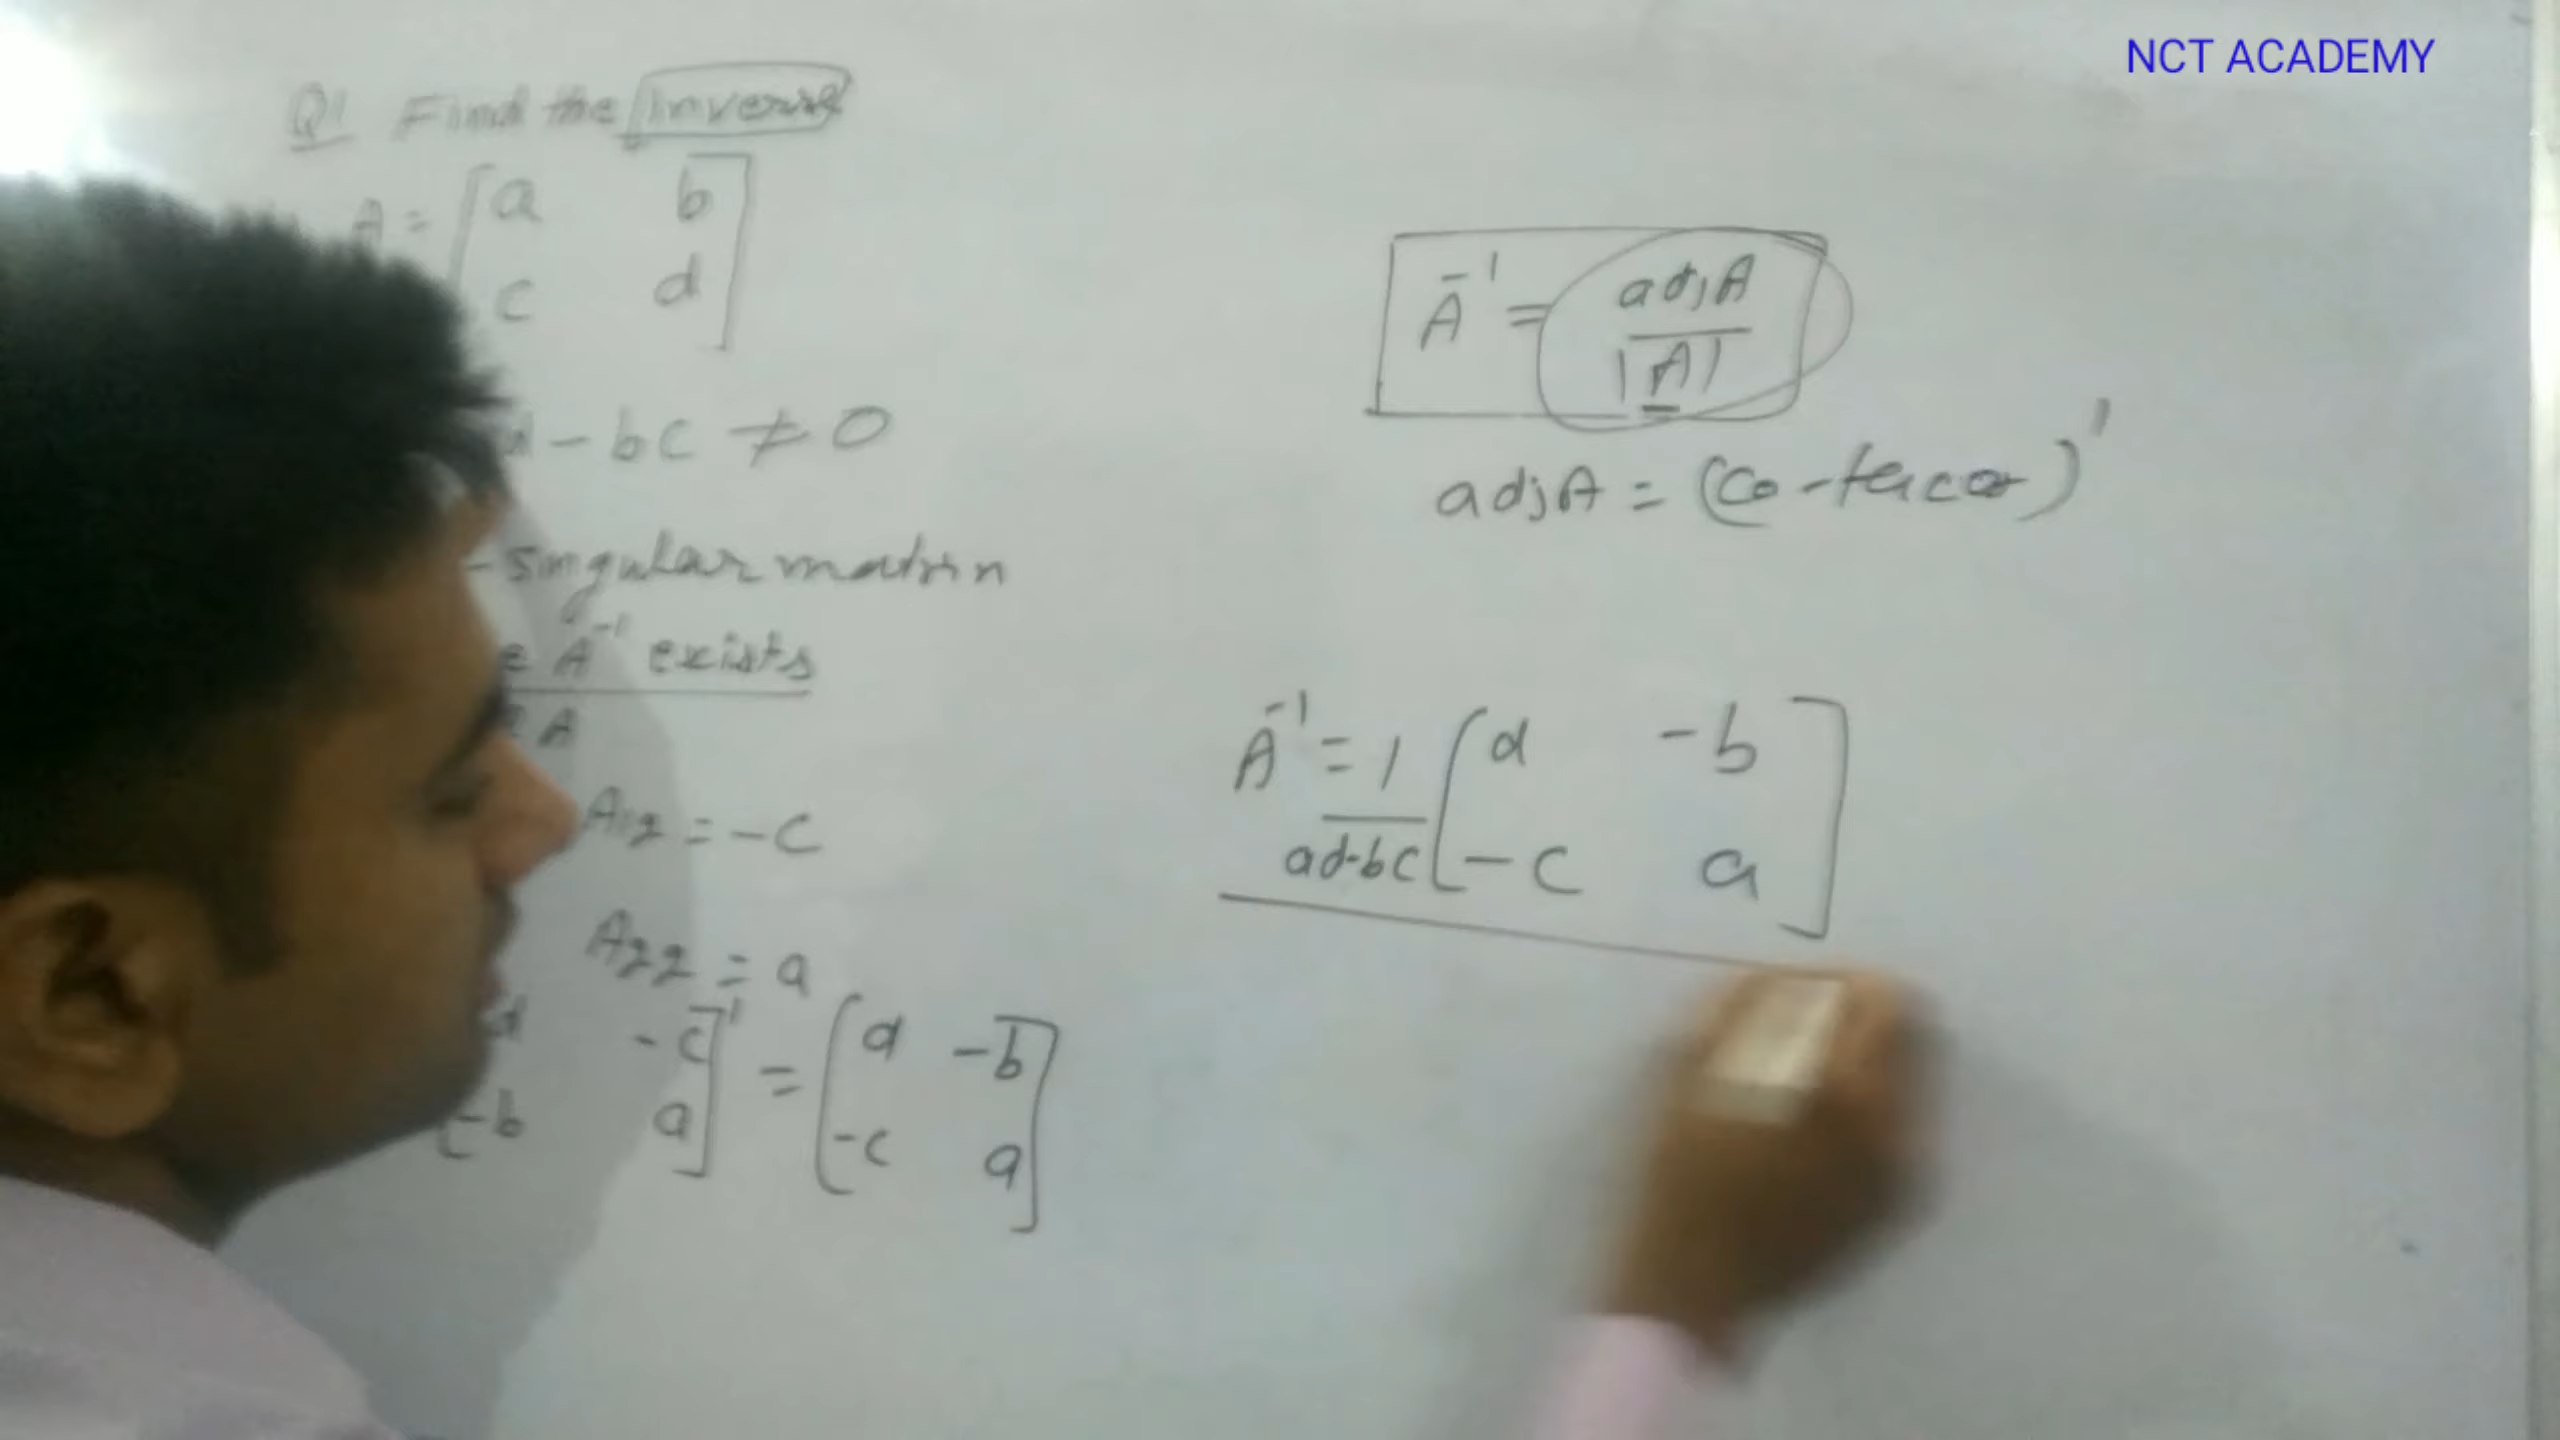 NCT ACADEMY
Q1 Find the inverse
A = [a b
c d]
- bc ≠ 0
- singular matrix
A⁻¹ exists
A
A12 = -c
A22 = a
d -c]' = [d -b
[-b a] -c a]
A⁻¹ = adjA
|A|
adjA = (Co-factor)'
A⁻¹ = 1 [d -b
ad-bc -c a]